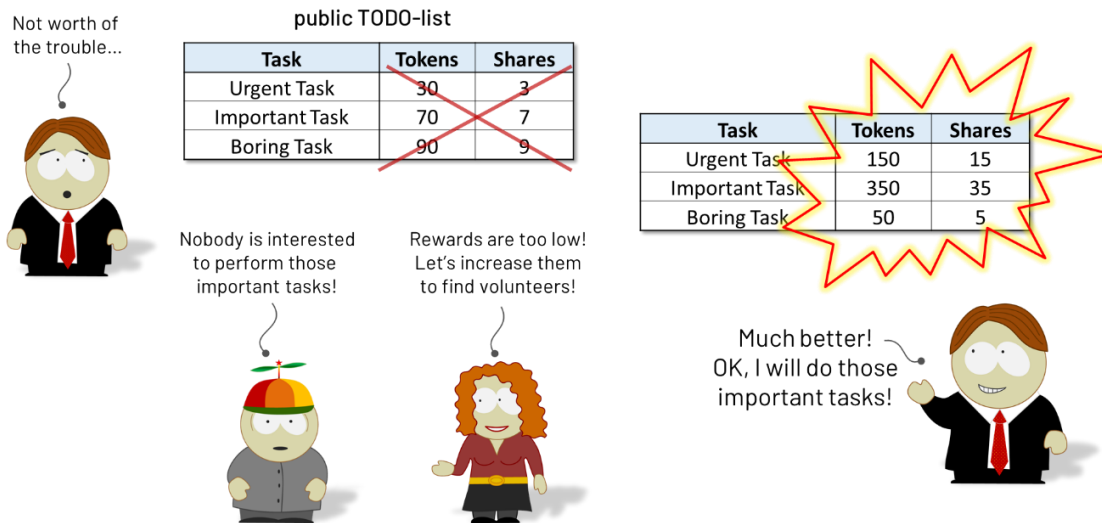 Not worth of
the trouble...
public TODO-list
Task Tokens Shares
Urgent Task 30 3
Important Task 70 7
Boring Task 90 9
Nobody is interested
to perform those
important tasks!
Rewards are too low!
Let's increase them
to find volunteers!
Task Tokens Shares
Urgent Task 150 15
Important Task 350 35
Boring Task 50 5
Much better!
OK, I will do those
important tasks!